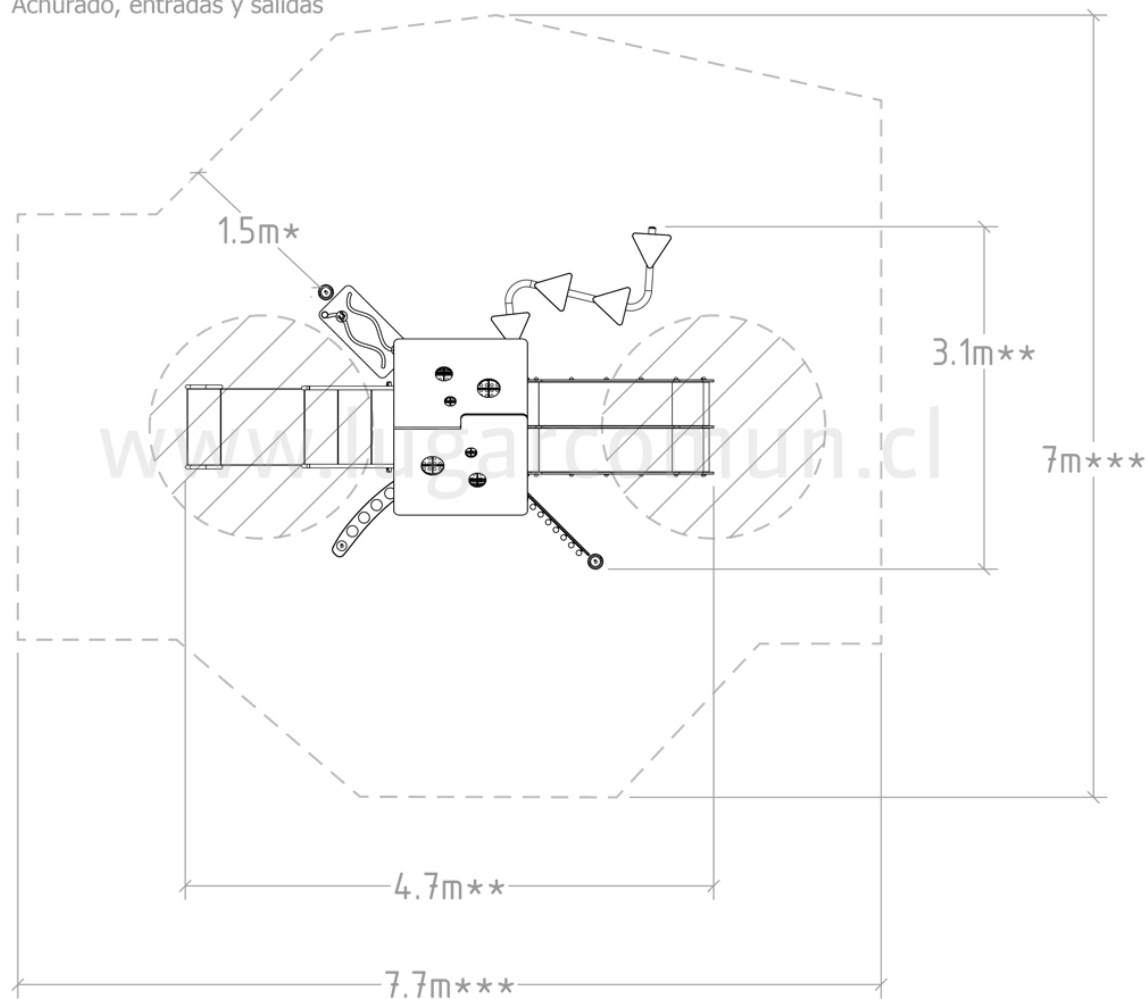 Achurado, entradas y salidas
1.5m*
3.1m**
www.lugarcomun.cl
7m***
4.7m**
7.7m***